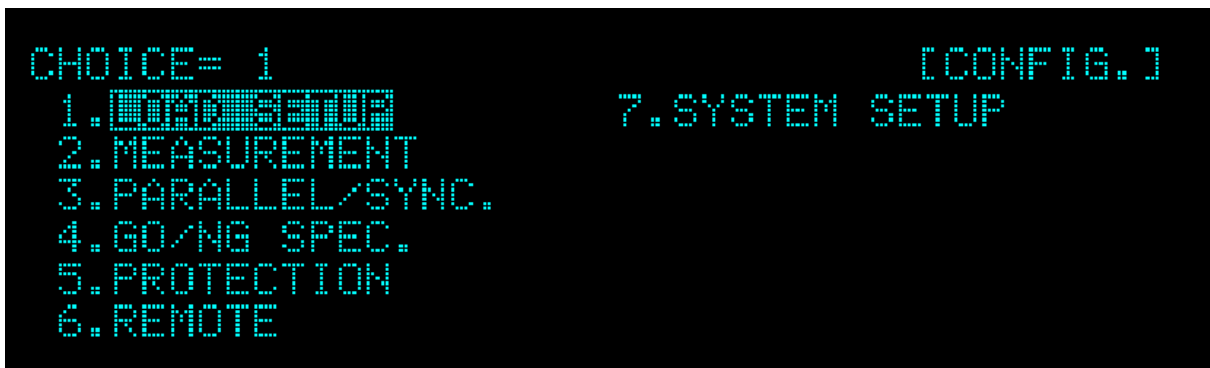 CHOICE= 1 [CONFIG.]
1.LOAD SETUP 7.SYSTEM SETUP
2.MEASUREMENT
3.PARALLEL/SYNC.
4.GO/NG SPEC.
5.PROTECTION
6.REMOTE